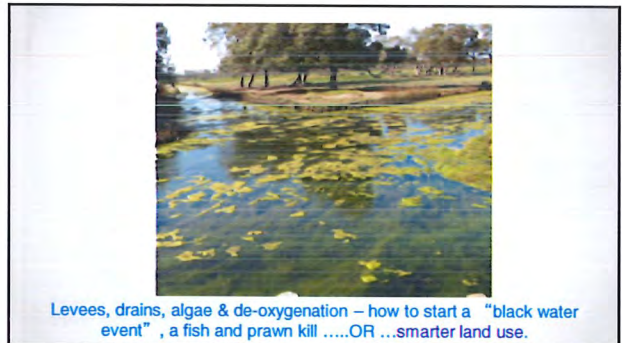 Levees, drains, algae & de-oxygenation – how to start a “black water
event” , a fish and prawn kill .....OR ...smarter land use.